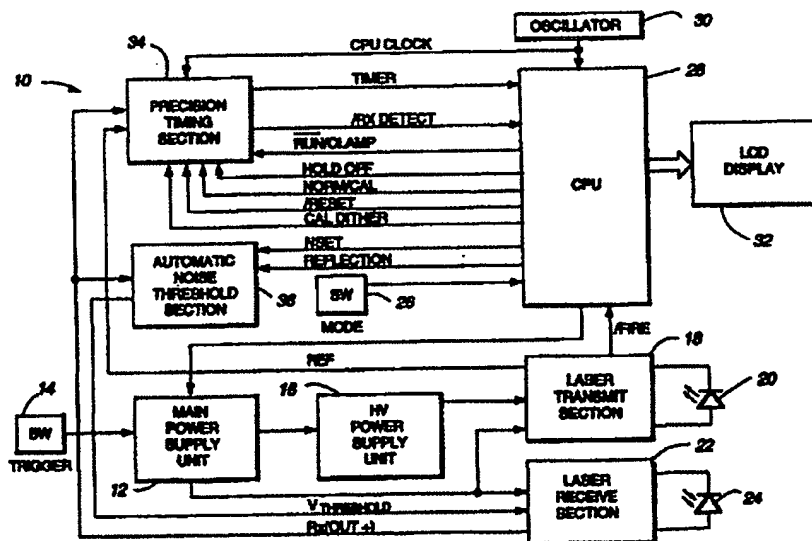 OSCILLATOR
30
34
CPU CLOCK
28
10
TIMER
PRECISION
TIMING
SECTION
/RX DETECT
RUN/CLAMP
HOLD OFF
NORM/CAL
/RESET
CAL DITHER
CPU
LCD
DISPLAY
32
NSET
REFLECTION
AUTOMATIC
NOISE
THRESHOLD
SECTION
36
SW
26
MODE
/FIRE
REF
18
14
16
SW
TRIGGER
MAIN
POWER
SUPPLY
UNIT
12
HV
POWER
SUPPLY
UNIT
LASER
TRANSMIT
SECTION
20
22
LASER
RECEIVE
SECTION
24
V THRESHOLD
Rx(OUT +)